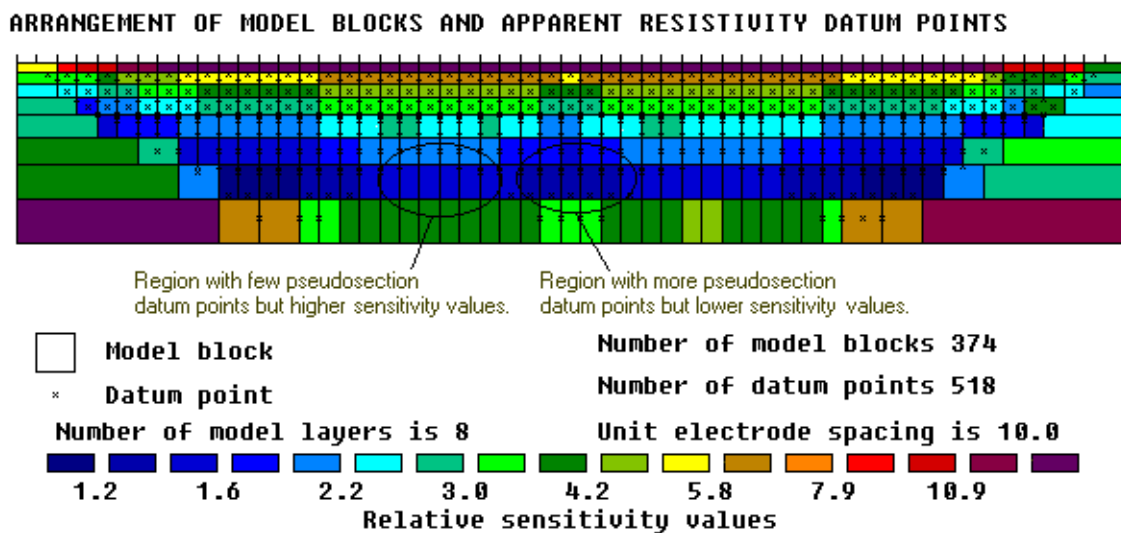 ARRANGEMENT OF MODEL BLOCKS AND APPARENT RESISTIVITY DATUM POINTS
Region with few pseudosection
datum points but higher sensitivity values.
Region with more pseudosection
datum points but lower sensitivity values.
Model block
Number of model blocks 374
Datum point
Number of datum points 518
Number of model layers is 8
Unit electrode spacing is 10.0
1.2 1.6 2.2 3.0 4.2 5.8 7.9 10.9
Relative sensitivity values